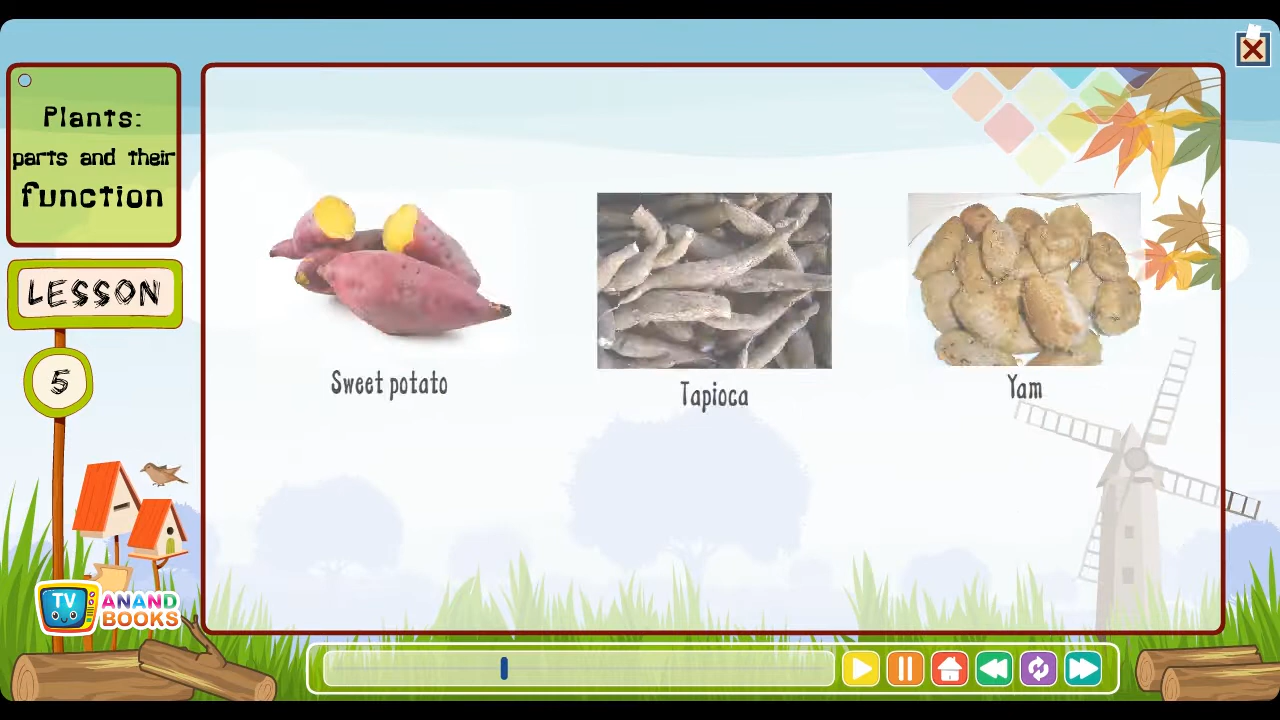 Plants:
parts and their
function
LESSON
5
Sweet potato
Tapioca
Yam
TV
ANAND
BOOKS